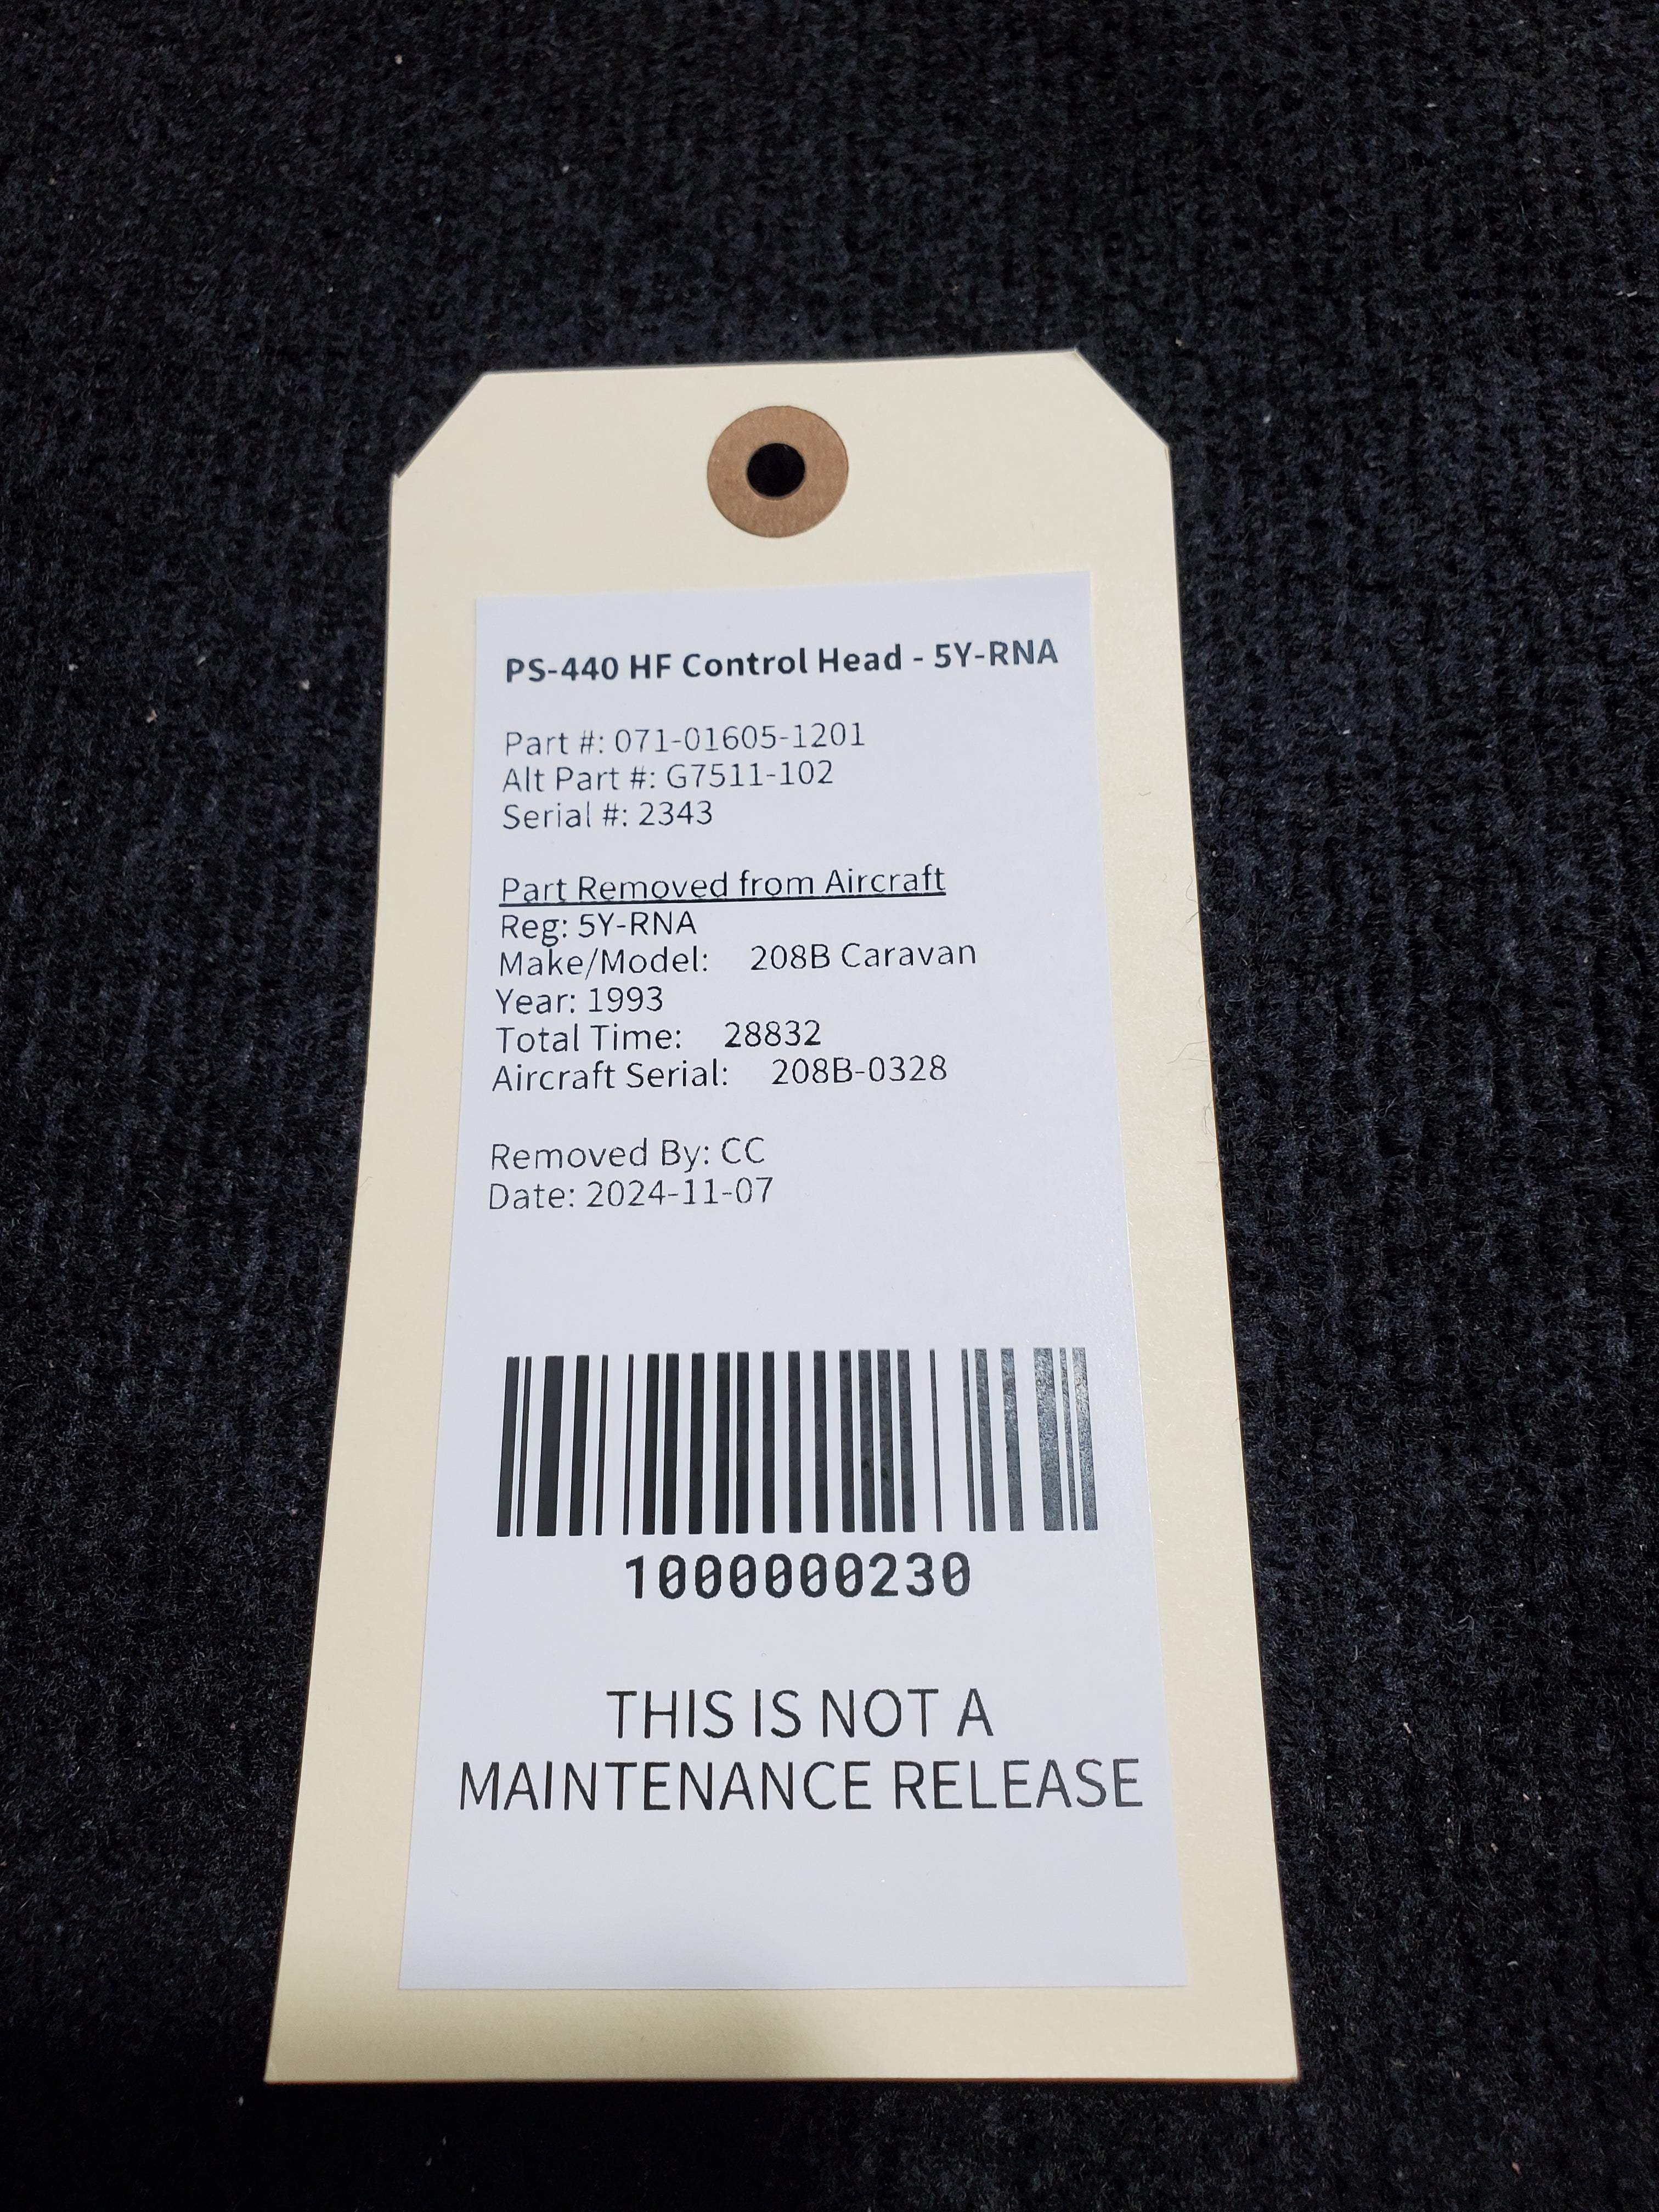 PS-440 HF Control Head - 5Y-RNA
Part #: 071-01605-1201
Alt Part #: G7511-102
Serial #: 2343
Part Removed from Aircraft
Reg: 5Y-RNA
Make/Model: 208B Caravan
Year: 1993
Total Time: 28832
Aircraft Serial: 208B-0328
Removed By: CC
Date: 2024-11-07
1000000230
THIS IS NOT A
MAINTENANCE RELEASE